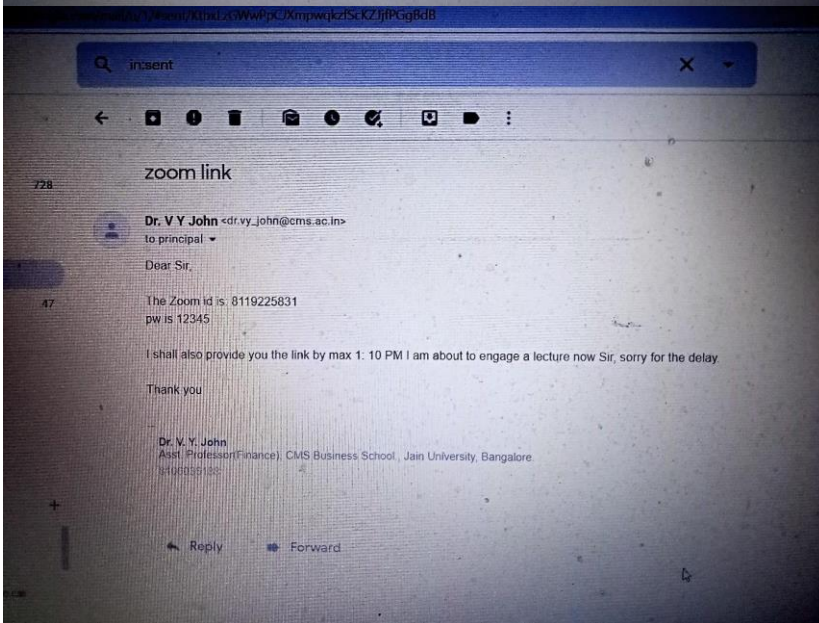 in:sent
zoom link
728
Dr. V Y John <dr.vy_john@cms.ac.in>
to principal
Dear Sir,
47
The Zoom id is: 8119225831
pw is 12345
I shall also provide you the link by max 1: 10 PM I am about to engage a lecture now Sir, sorry for the delay.
Thank you
Dr. V. Y. John
Asst. Professor(Finance), CMS Business School , Jain University, Bangalore.
Reply
Forward